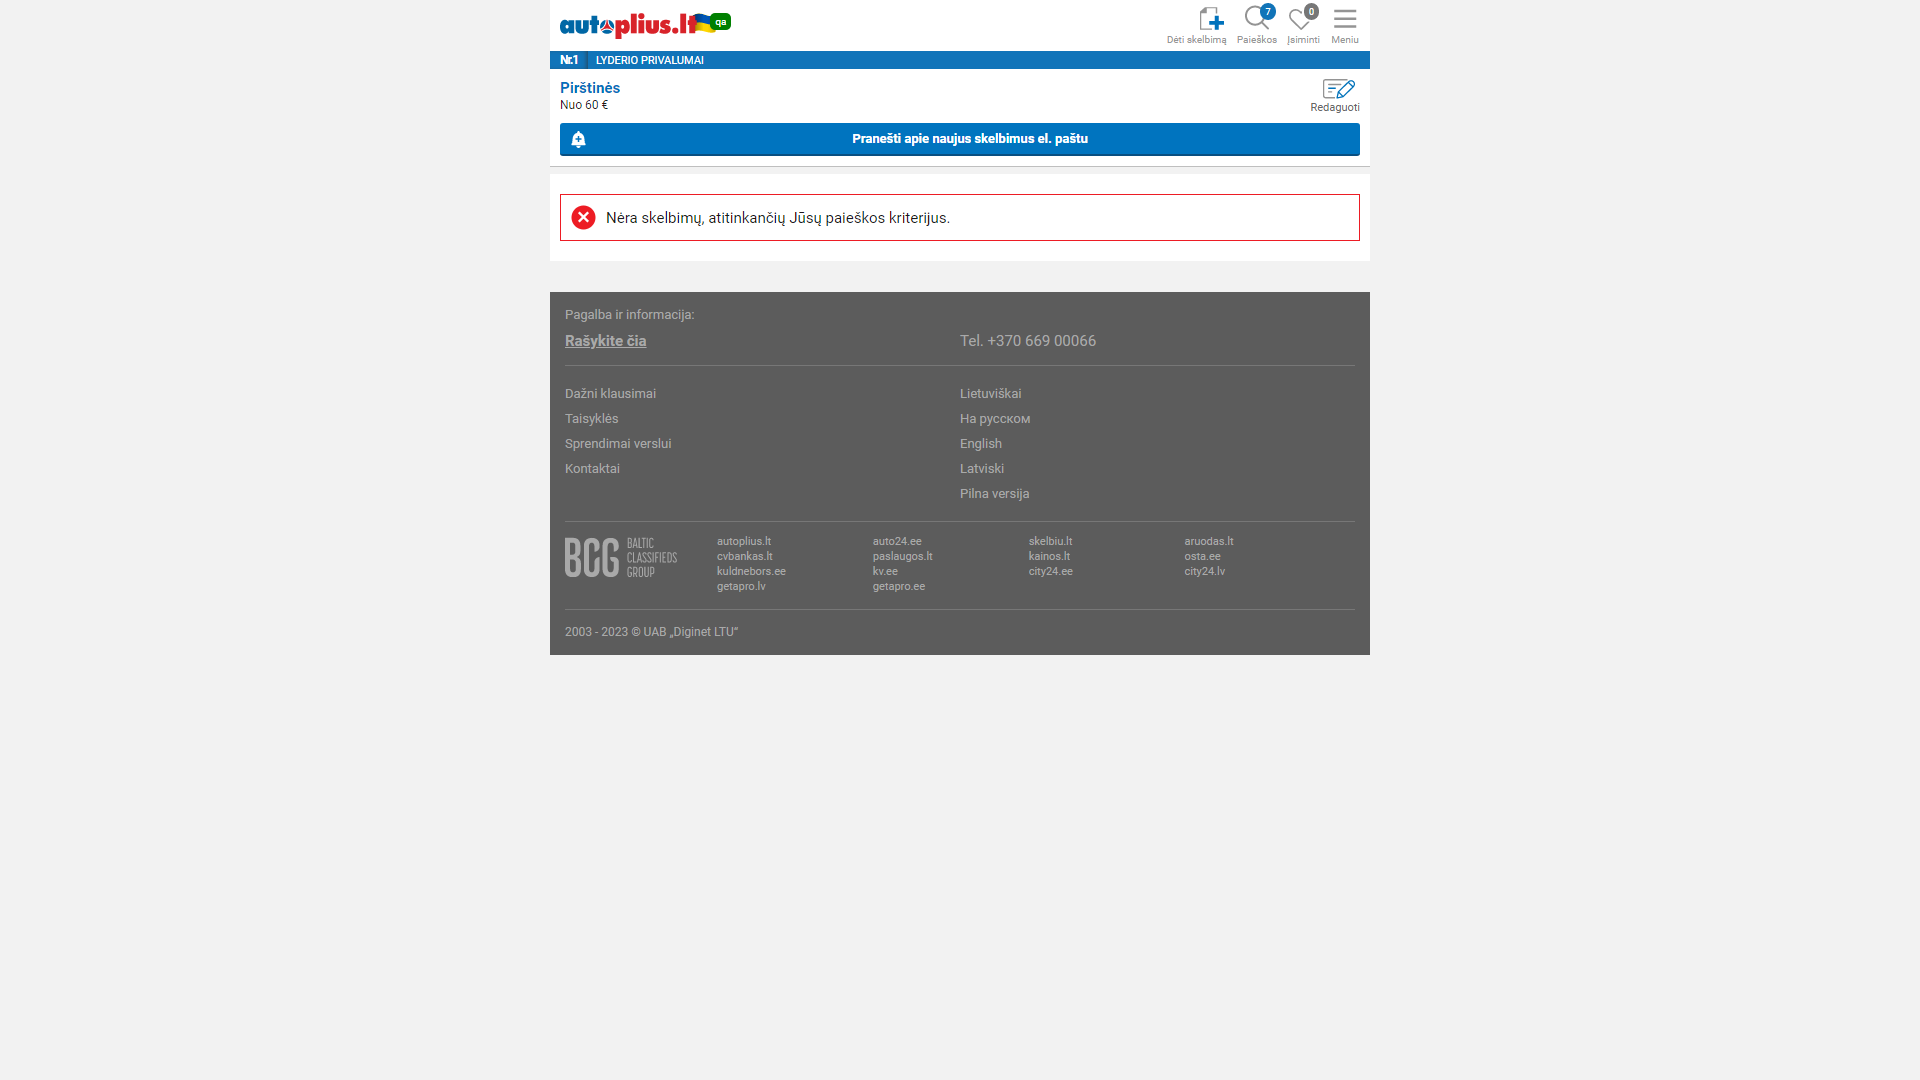 autoplius.lt qa
7
0
Dėti skelbimą
Paieškos
Įsiminti
Meniu
Nr.1 LYDERIO PRIVALUMAI
Pirštinės
Nuo 60 €
Redaguoti
Pranešti apie naujus skelbimus el. paštu
Nėra skelbimų, atitinkančių Jūsų paieškos kriterijus.
Pagalba ir informacija:
Rašykite čia
Tel. +370 669 00066
Dažni klausimai
Taisyklės
Sprendimai verslui
Kontaktai
Lietuviškai
На русском
English
Latviski
Pilna versija
BCG BALTIC
CLASSIFIEDS
GROUP
autoplius.lt
cvbankas.lt
kuldnebors.ee
getapro.lv
auto24.ee
paslaugos.lt
kv.ee
getapro.ee
skelbiu.lt
kainos.lt
city24.ee
aruodas.lt
osta.ee
city24.lv
2003 - 2023 © UAB „Diginet LTU“